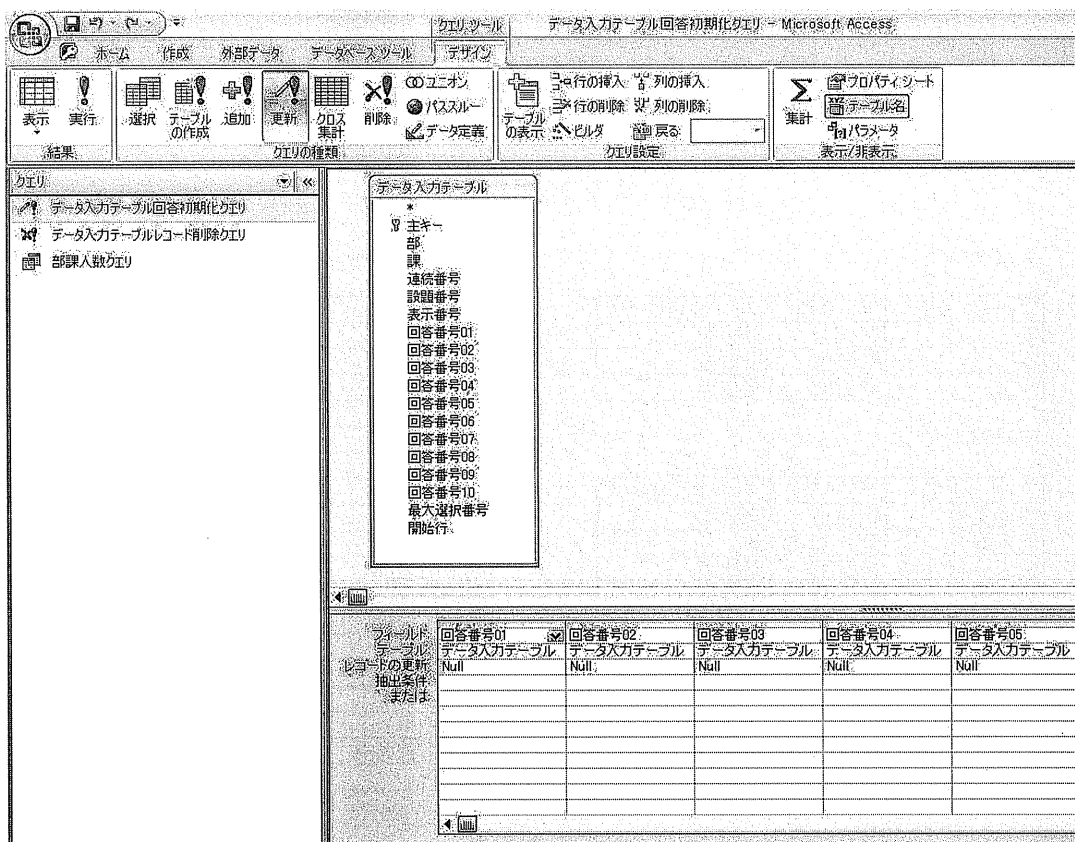 クエリ ツール データ入力テーブル回答初期化クエリ - Microsoft Access
ホーム 作成 外部データ データベース ツール デザイン
表示 実行 選択 テーブルの作成 追加 更新 クロス集計 削除 ユニオン パススルー データ定義 テーブルの表示 行の挿入 列の挿入 行の削除 列の削除 ビルダ 戻る: 集計 プロパティ シート テーブル名 パラメータ
結果 クエリの種類 クエリ設定 表示/非表示
クエリ
データ入力テーブル回答初期化クエリ
データ入力テーブルレコード削除クエリ
部課人数クエリ
データ入力テーブル
*
主キー
部
課
連続番号
設題番号
表示番号
回答番号01
回答番号02
回答番号03
回答番号04
回答番号05
回答番号06
回答番号07
回答番号08
回答番号09
回答番号10
最大選択番号
開始行
フィールド: 回答番号01 回答番号02 回答番号03 回答番号04 回答番号05
テーブル: データ入力テーブル データ入力テーブル データ入力テーブル データ入力テーブル データ入力テーブル
レコードの更新: Null Null Null Null Null
抽出条件:
または: